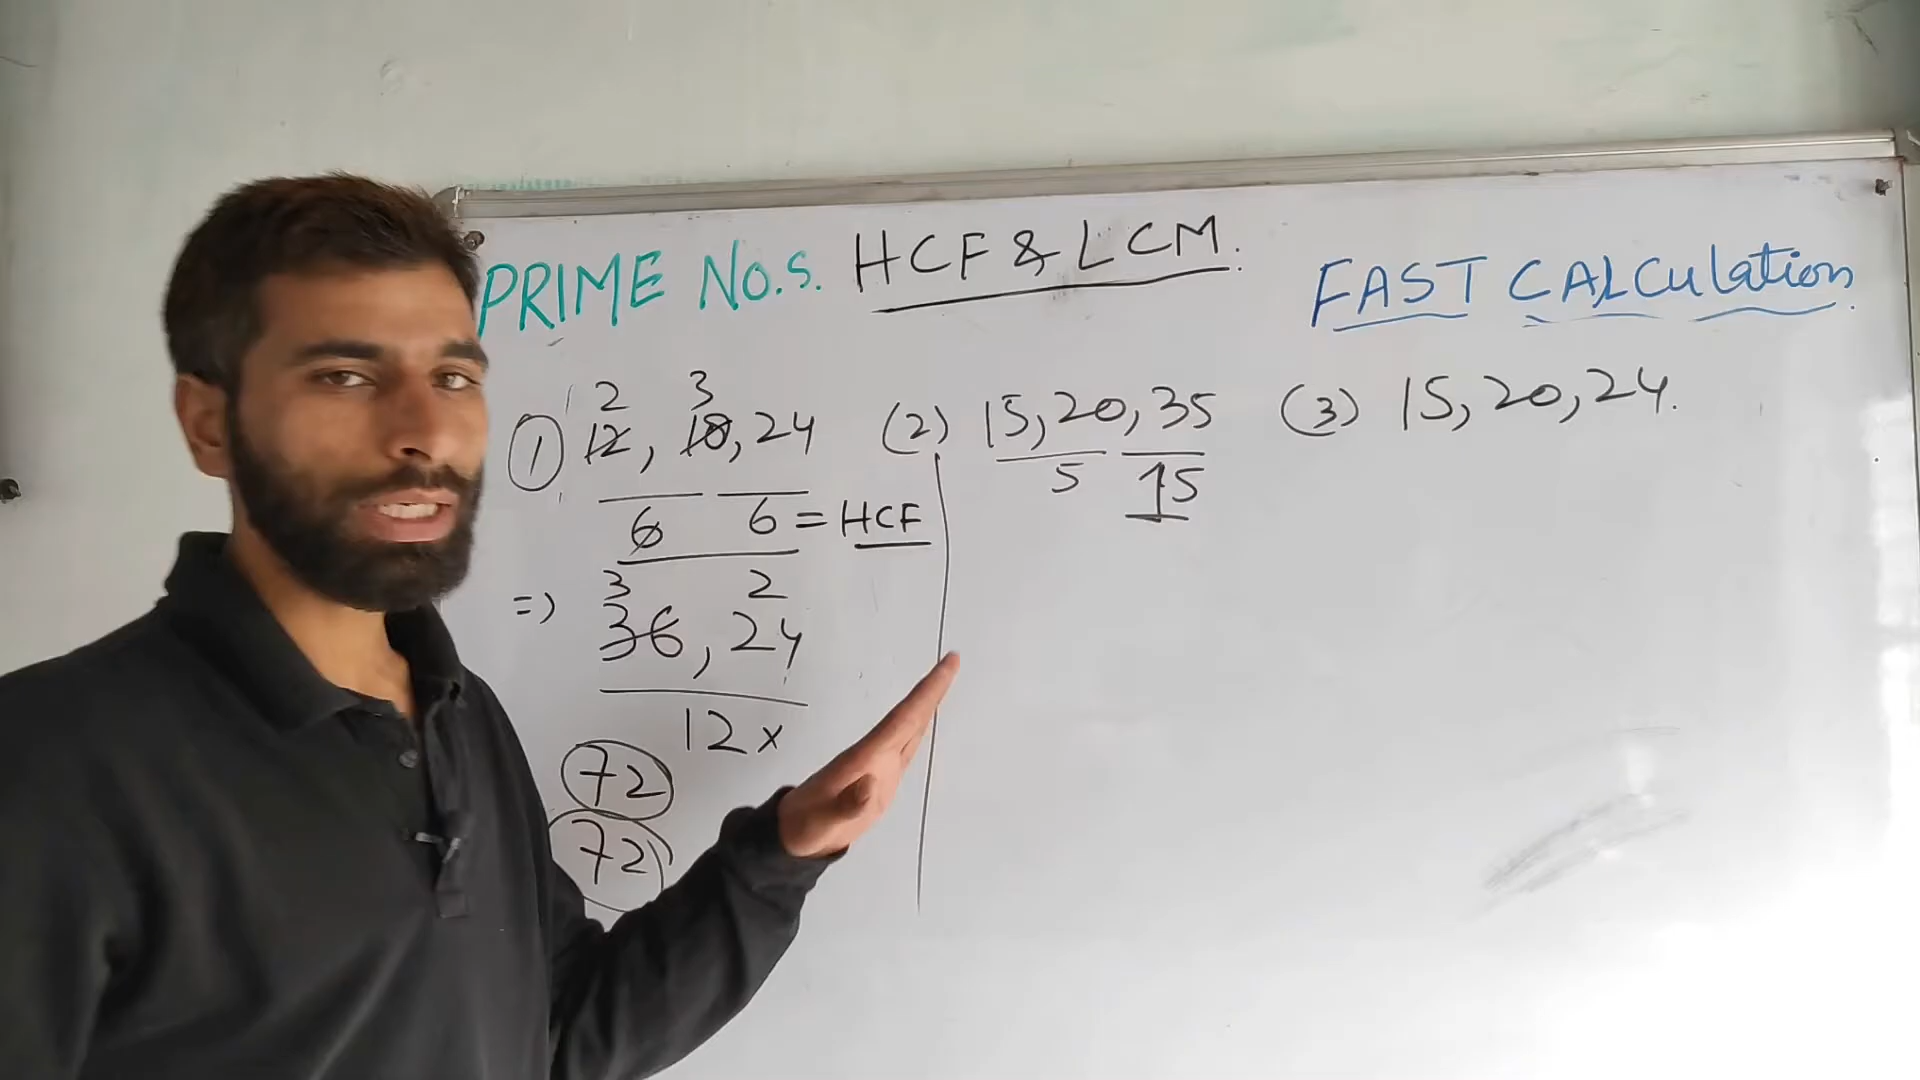 PRIME No.s. HCF & LCM.
FAST CALCulation.
2 3
① 12, 18, 24
6 6 = HCF
3 2
=) 36, 24
12 x
72
72
(2) 15, 20, 35
5 15
(3) 15, 20, 24.